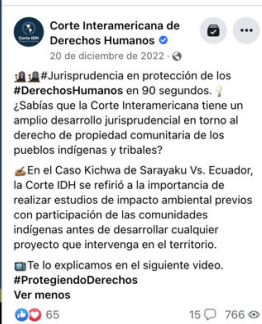 Corte Interamericana de
Derechos Humanos
Corte IDH
20 de diciembre de 2022 ·
#Jurisprudencia en protección de los
#DerechosHumanos en 90 segundos.
¿Sabías que la Corte Interamericana tiene un
amplio desarrollo jurisprudencial en torno al
derecho de propiedad comunitaria de los
pueblos indígenas y tribales?
En el Caso Kichwa de Sarayaku Vs. Ecuador,
la Corte IDH se refirió a la importancia de
realizar estudios de impacto ambiental previos
con participación de las comunidades
indígenas antes de desarrollar cualquier
proyecto que intervenga en el territorio.
Te lo explicamos en el siguiente video.
#ProtegiendoDerechos
Ver menos
65 15 766